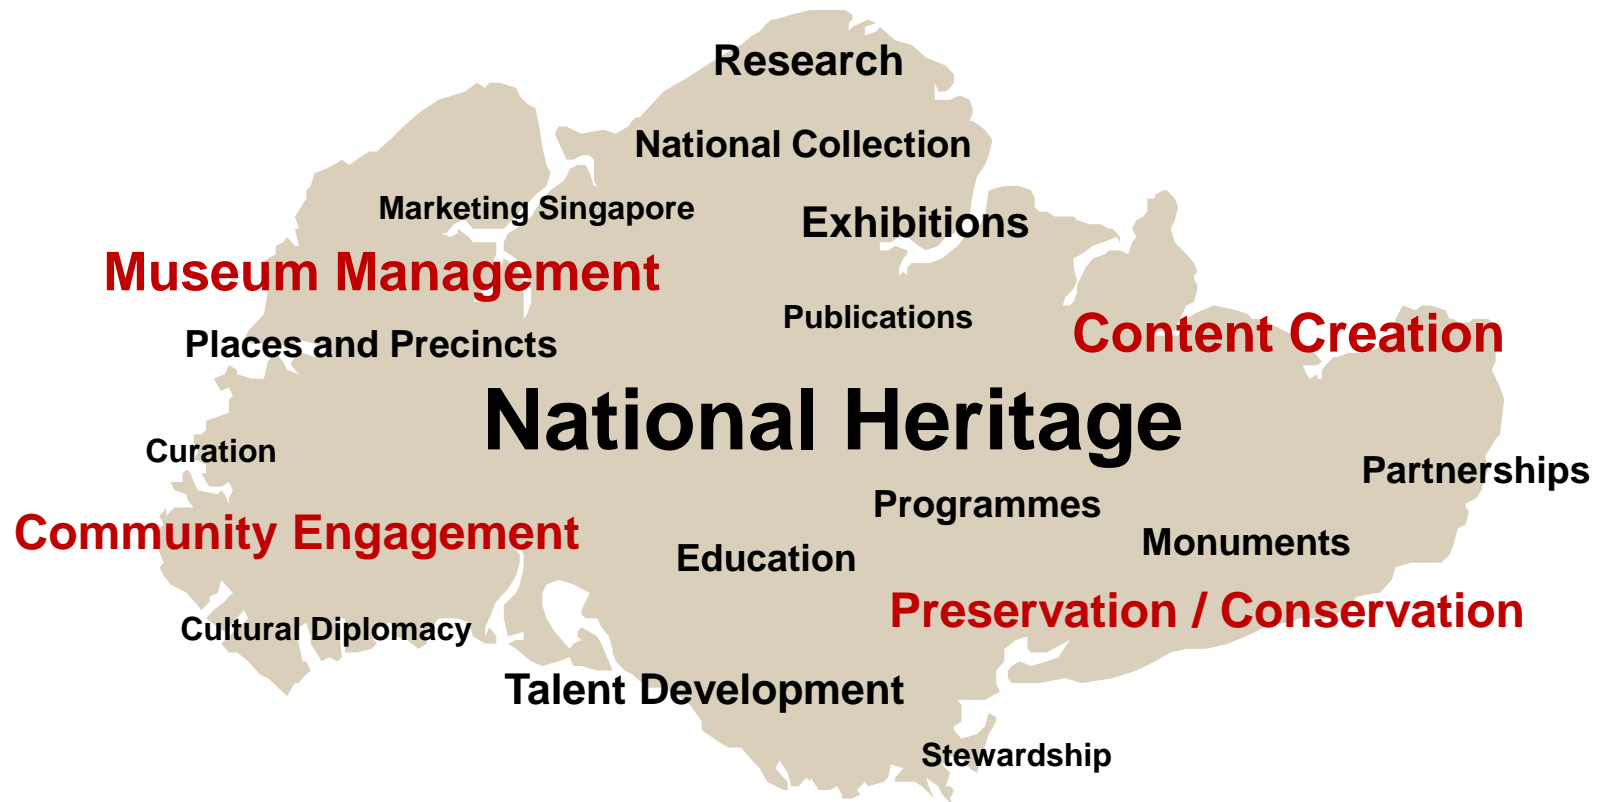 Research
National Collection
Marketing Singapore
Exhibitions
Museum Management
Publications
Content Creation
Places and Precincts
National Heritage
Curation
Partnerships
Programmes
Community Engagement
Monuments
Education
Preservation / Conservation
Cultural Diplomacy
Talent Development
Stewardship